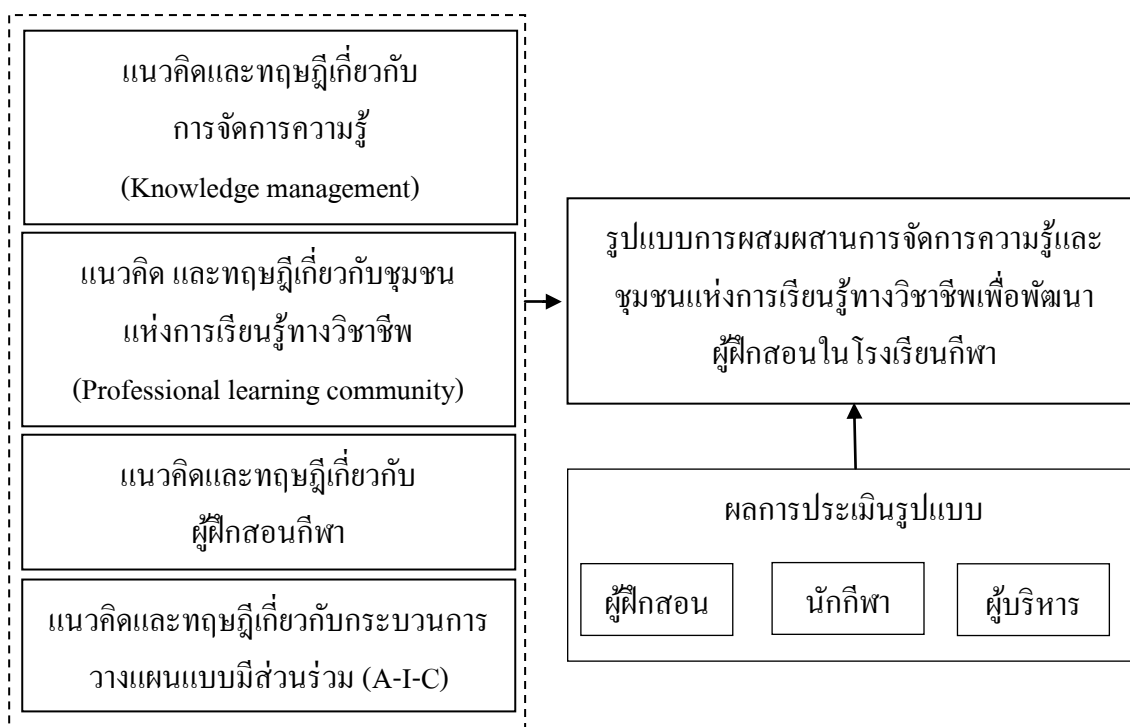 แนวคิดและทฤษฎีเกี่ยวกับ
การจัดการความรู้
(Knowledge management)
แนวคิด และทฤษฎีเกี่ยวกับชุมชน
แห่งการเรียนรู้ทางวิชาชีพ
(Professional learning community)
แนวคิดและทฤษฎีเกี่ยวกับ
ผู้ฝึกสอนกีฬา
แนวคิดและทฤษฎีเกี่ยวกับกระบวนการ
วางแผนแบบมีส่วนร่วม (A-I-C)
รูปแบบการผสมผสานการจัดการความรู้และ
ชุมชนแห่งการเรียนรู้ทางวิชาชีพเพื่อพัฒนา
ผู้ฝึกสอนในโรงเรียนกีฬา
ผลการประเมินรูปแบบ
ผู้ฝึกสอน
นักกีฬา
ผู้บริหาร